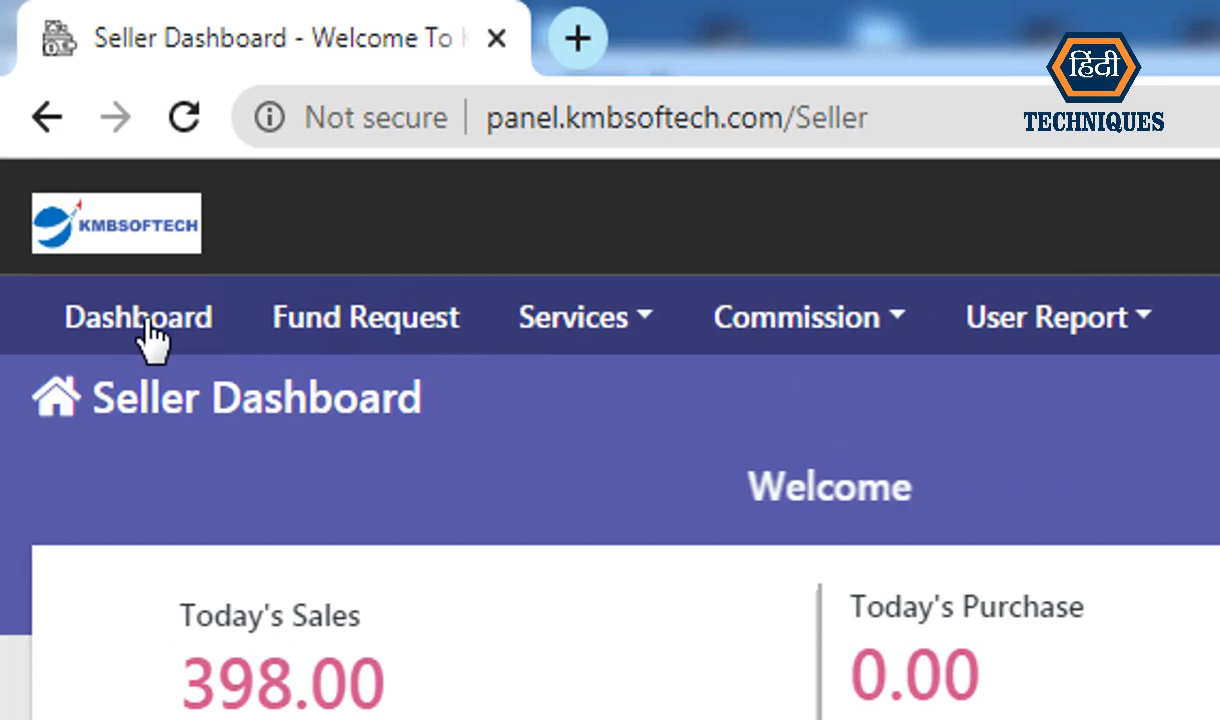 Seller Dashboard - Welcome To
Not secure
panel.kmbsoftech.com/Seller
हिंदी
TECHNIQUES
KMBSOFTECH
Dashboard
Fund Request
Services
Commission
User Report
Seller Dashboard
Welcome
Today's Sales
398.00
Today's Purchase
0.00